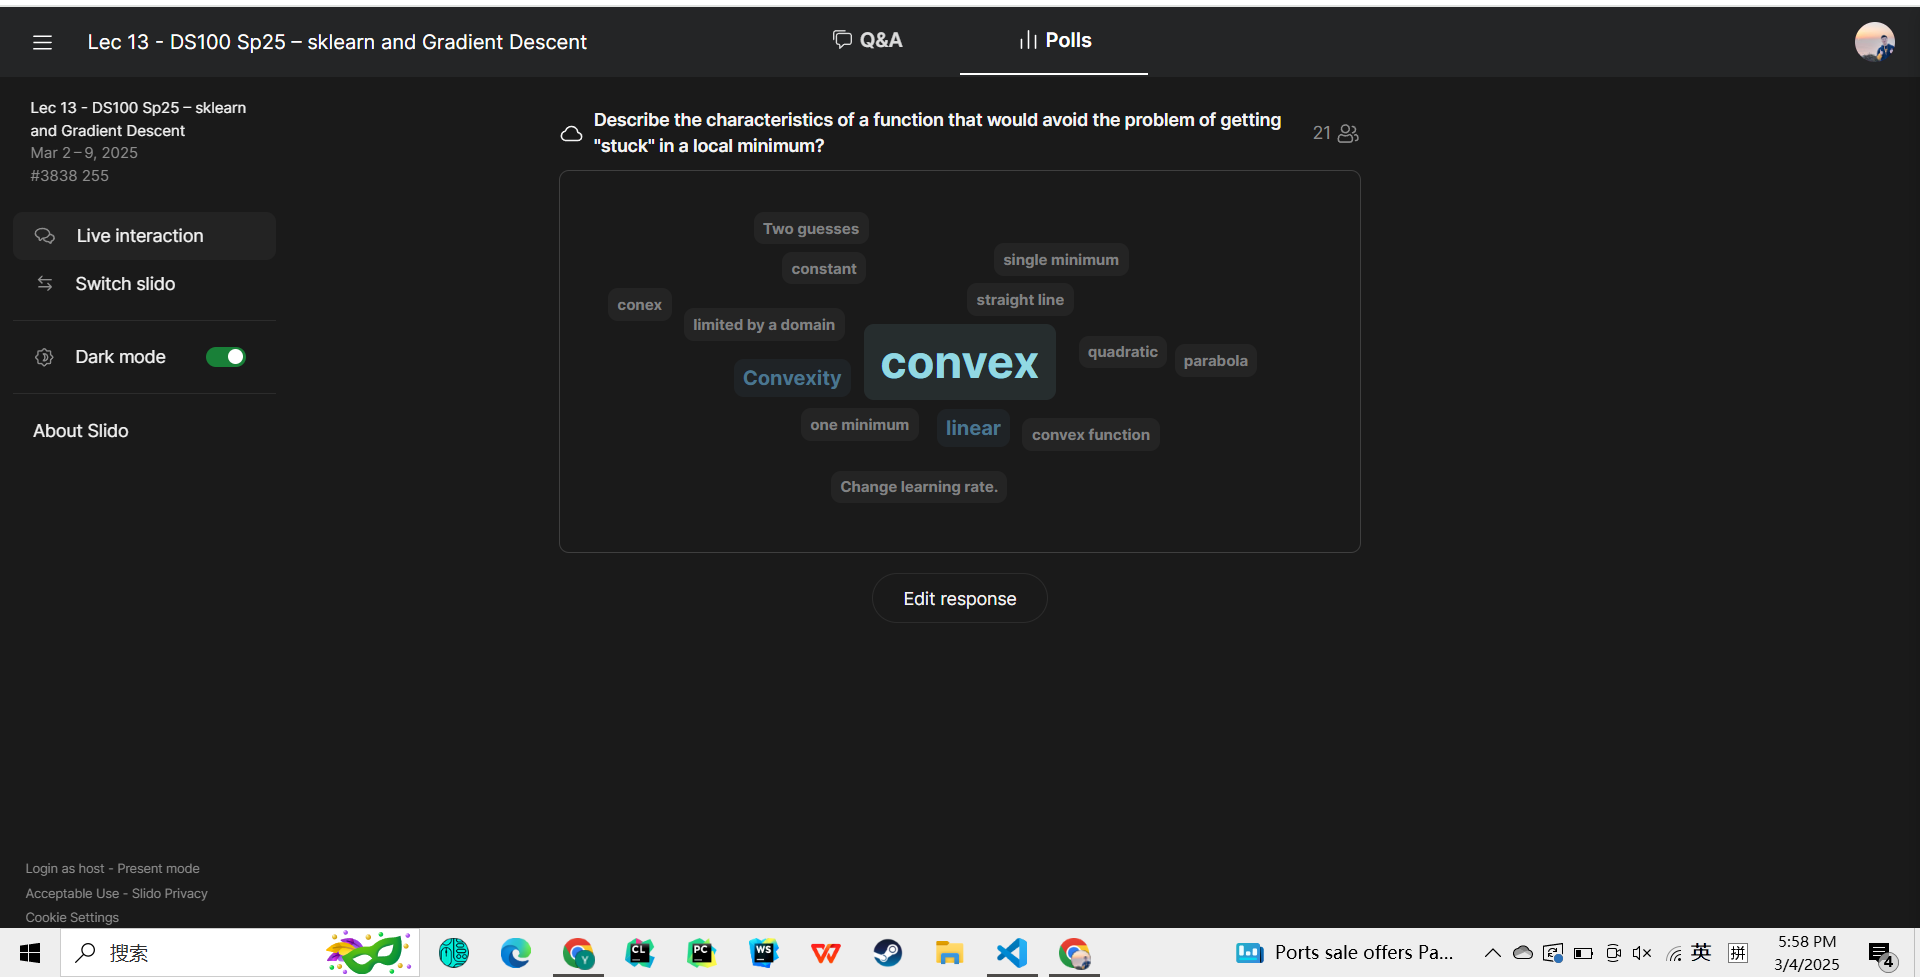 Lec 13 - DS100 Sp25 – sklearn and Gradient Descent
Q&A
Polls
Lec 13 - DS100 Sp25 – sklearn
and Gradient Descent
Mar 2 – 9, 2025
#3838 255
Live interaction
Switch slido
Dark mode
About Slido
Describe the characteristics of a function that would avoid the problem of getting
"stuck" in a local minimum?
21
Two guesses
constant
single minimum
conex
straight line
limited by a domain
convex
quadratic
parabola
Convexity
one minimum
linear
convex function
Change learning rate.
Edit response
Login as host - Present mode
Acceptable Use - Slido Privacy
Cookie Settings
搜索
Y
CL
PC
WS
Ports sale offers Pa...
英
拼
5:58 PM
3/4/2025
4